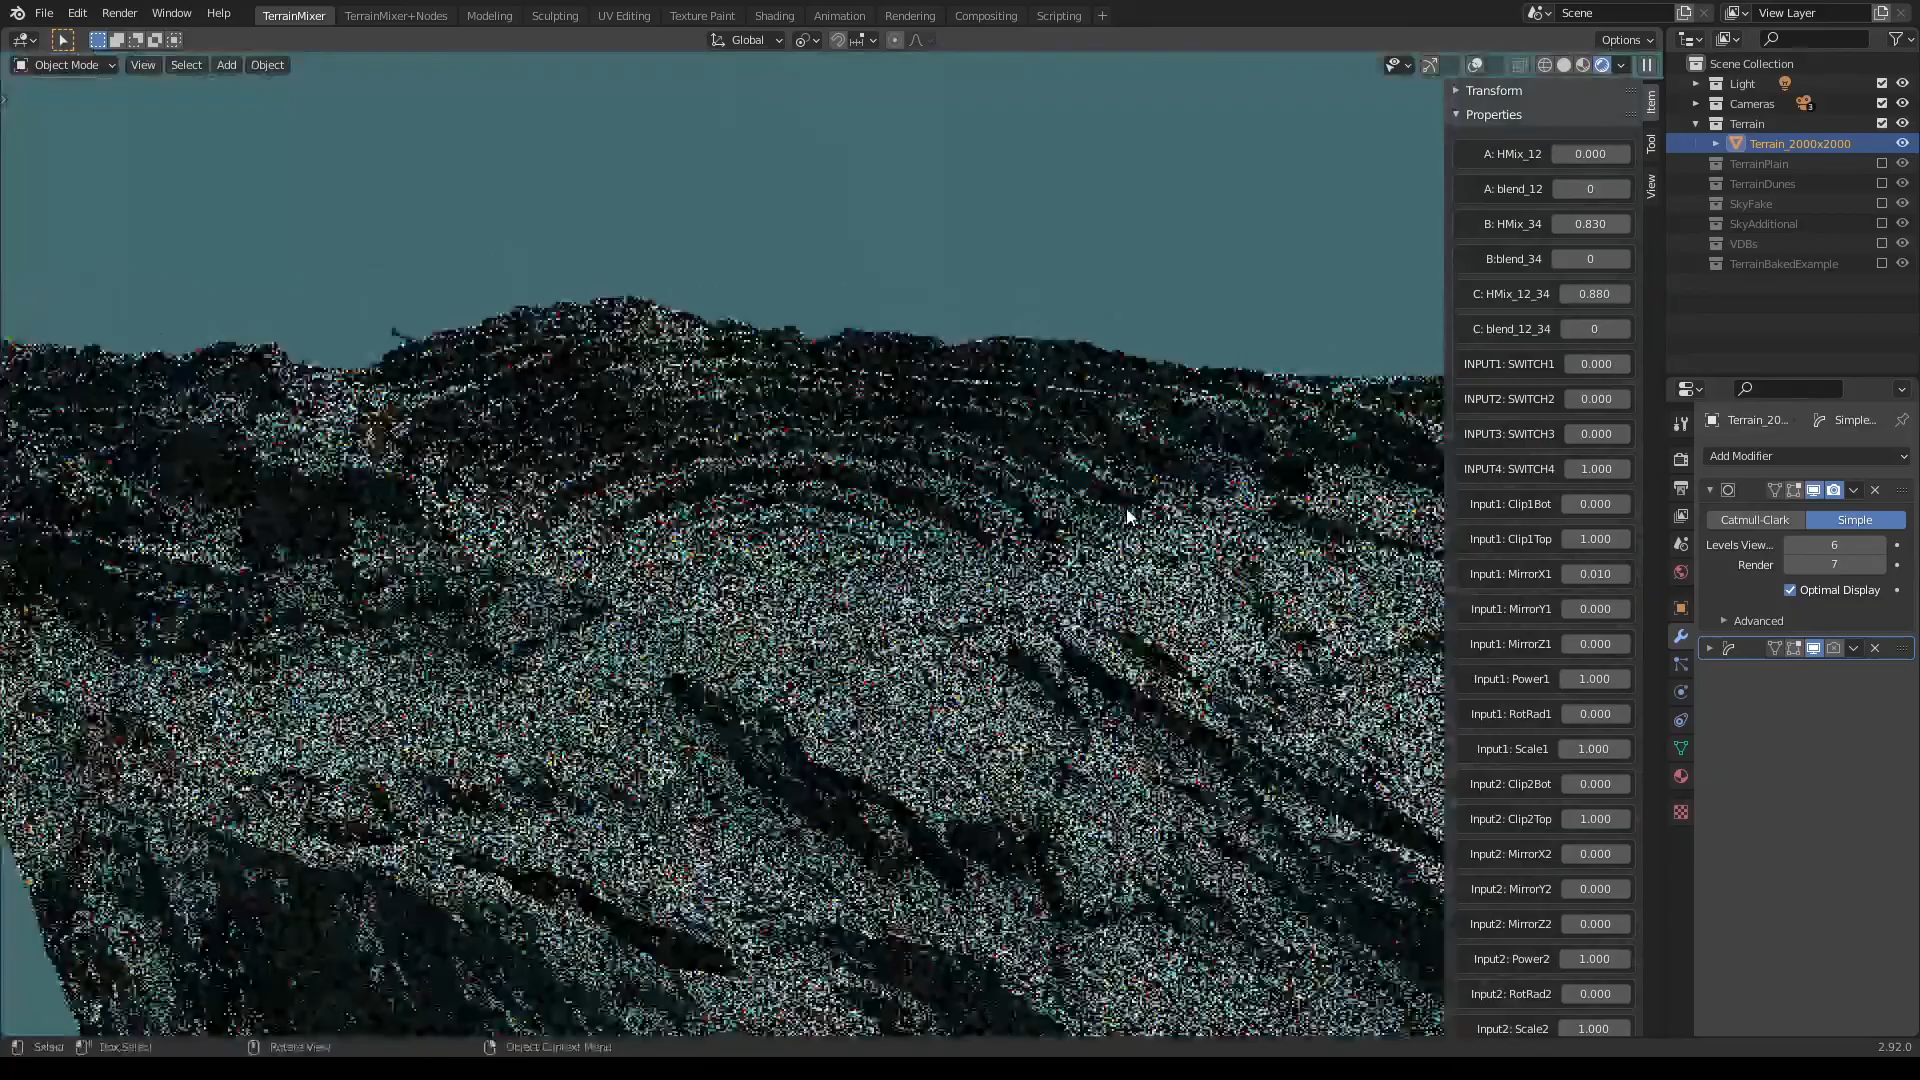 File Edit Render Window Help TerrainMixer TerrainMixer+Nodes Modeling Sculpting UV Editing Texture Paint Shading Animation Rendering Compositing Scripting + Scene View Layer
Global Options
Object Mode View Select Add Object
Item
Tool
View
Transform
Properties
A: HMix_12 0.000
A: blend_12 0
B: HMix_34 0.830
B:blend_34 0
C: HMix_12_34 0.880
C: blend_12_34 0
INPUT1: SWITCH1 0.000
INPUT2: SWITCH2 0.000
INPUT3: SWITCH3 0.000
INPUT4: SWITCH4 1.000
Input1: Clip1Bot 0.000
Input1: Clip1Top 1.000
Input1: MirrorX1 0.010
Input1: MirrorY1 0.000
Input1: MirrorZ1 0.000
Input1: Power1 1.000
Input1: RotRad1 0.000
Input1: Scale1 1.000
Input2: Clip2Bot 0.000
Input2: Clip2Top 1.000
Input2: MirrorX2 0.000
Input2: MirrorY2 0.000
Input2: MirrorZ2 0.000
Input2: Power2 1.000
Input2: RotRad2 0.000
Input2: Scale2 1.000
Scene Collection
Light
Cameras 3
Terrain
Terrain_2000x2000
TerrainPlain
TerrainDunes
SkyFake
SkyAdditional
VDBs
TerrainBakedExample
Terrain_20... Simple...
Add Modifier
Catmull-Clark Simple
Levels View... 6
Render 7
Optimal Display
Advanced
Select Box Select Rotate View Object Context Menu 2.92.0